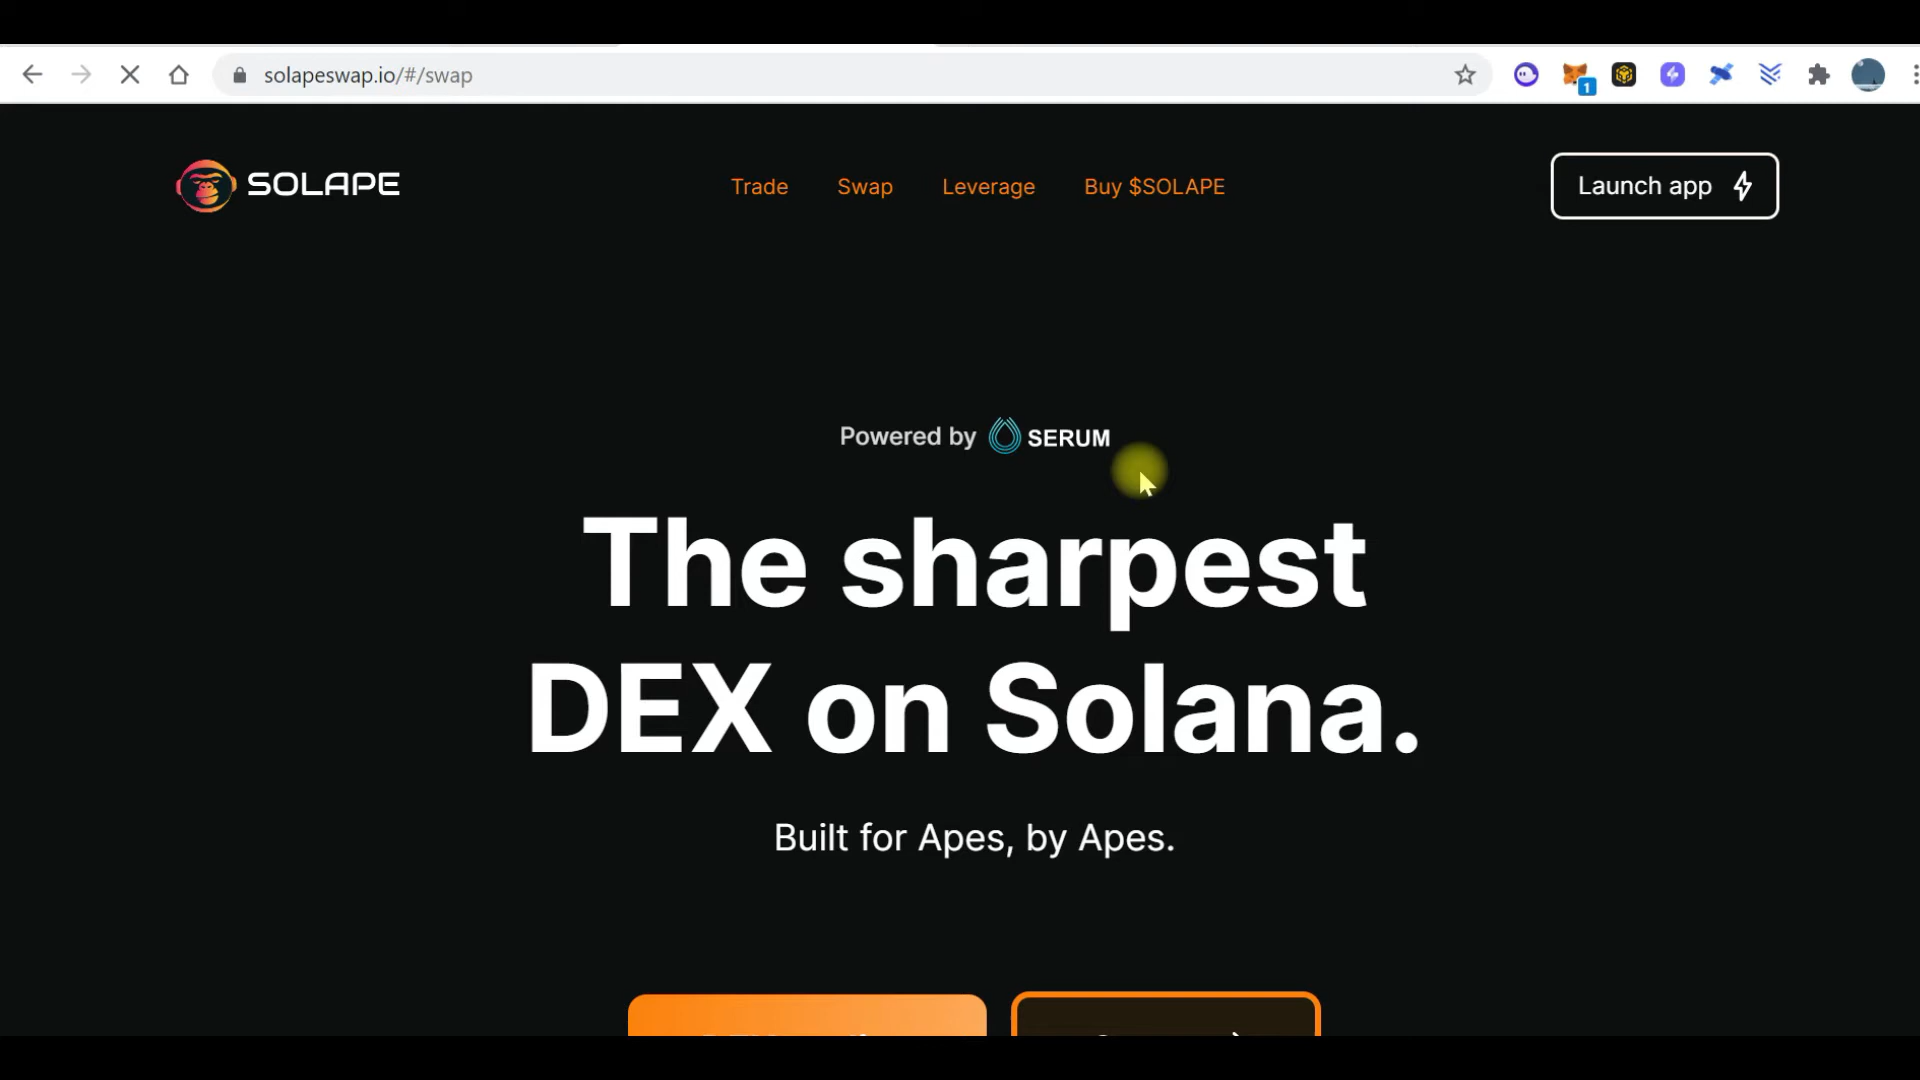 solapeswap.io/#/swap
1
SOLAPE
Trade
Swap
Leverage
Buy $SOLAPE
Launch app
Powered by SERUM
The sharpest
DEX on Solana.
Built for Apes, by Apes.